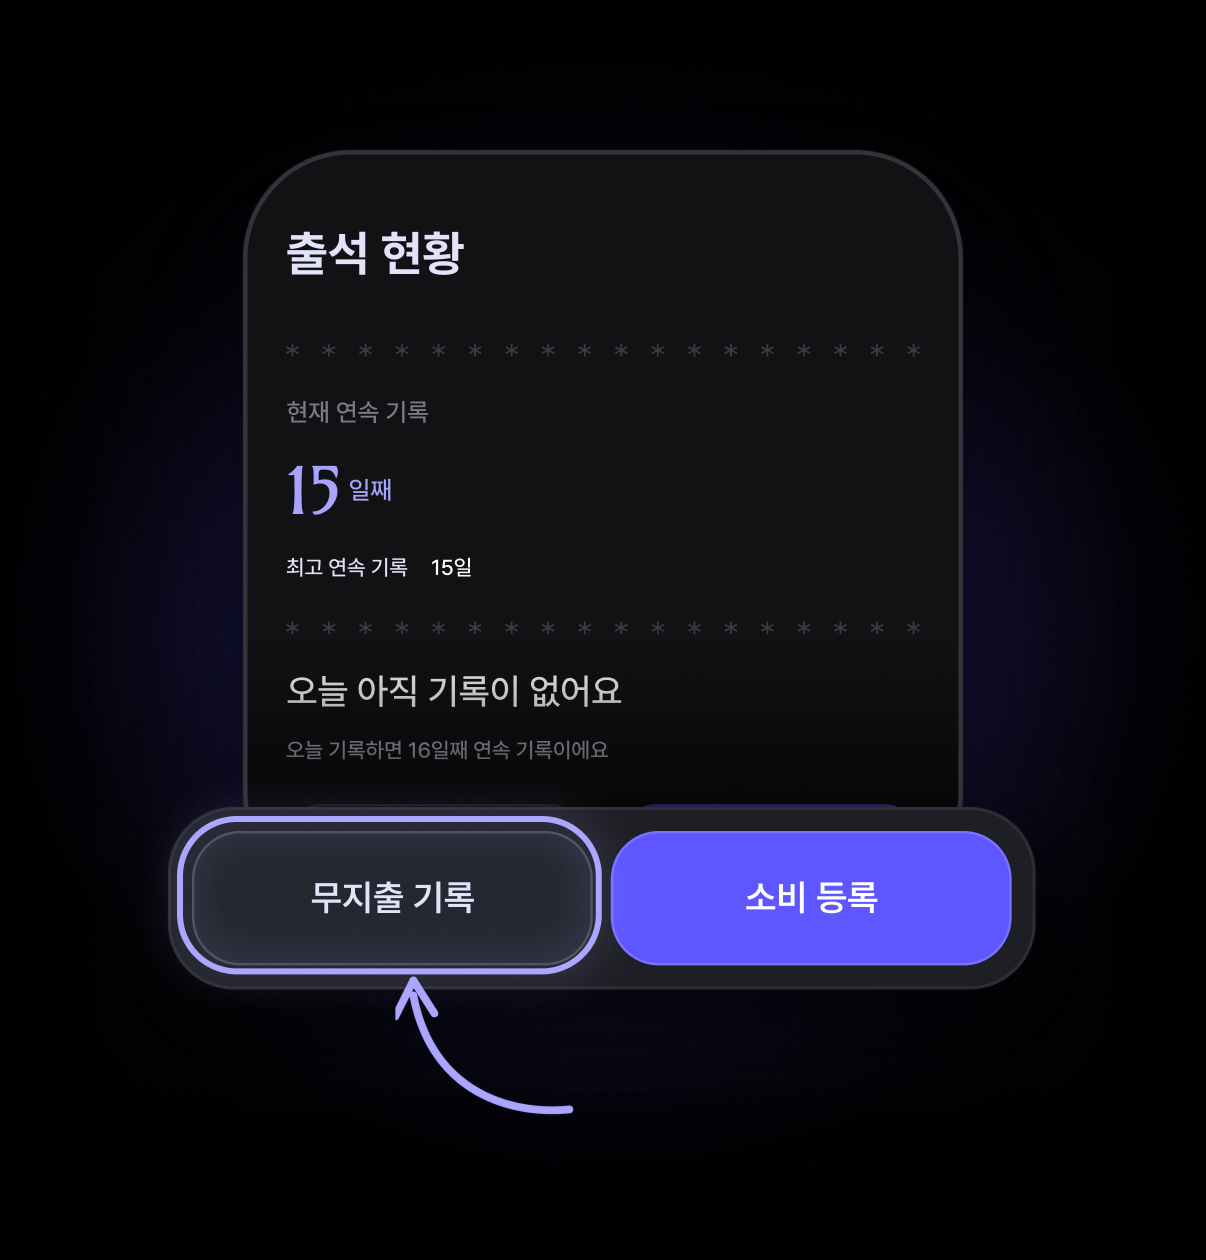 출석 현황
* * * * * * * * * * * * * * * * * *
현재 연속 기록
15 일째
최고 연속 기록 15일
* * * * * * * * * * * * * * * * * *
오늘 아직 기록이 없어요
오늘 기록하면 16일째 연속 기록이에요
무지출 기록 소비 등록